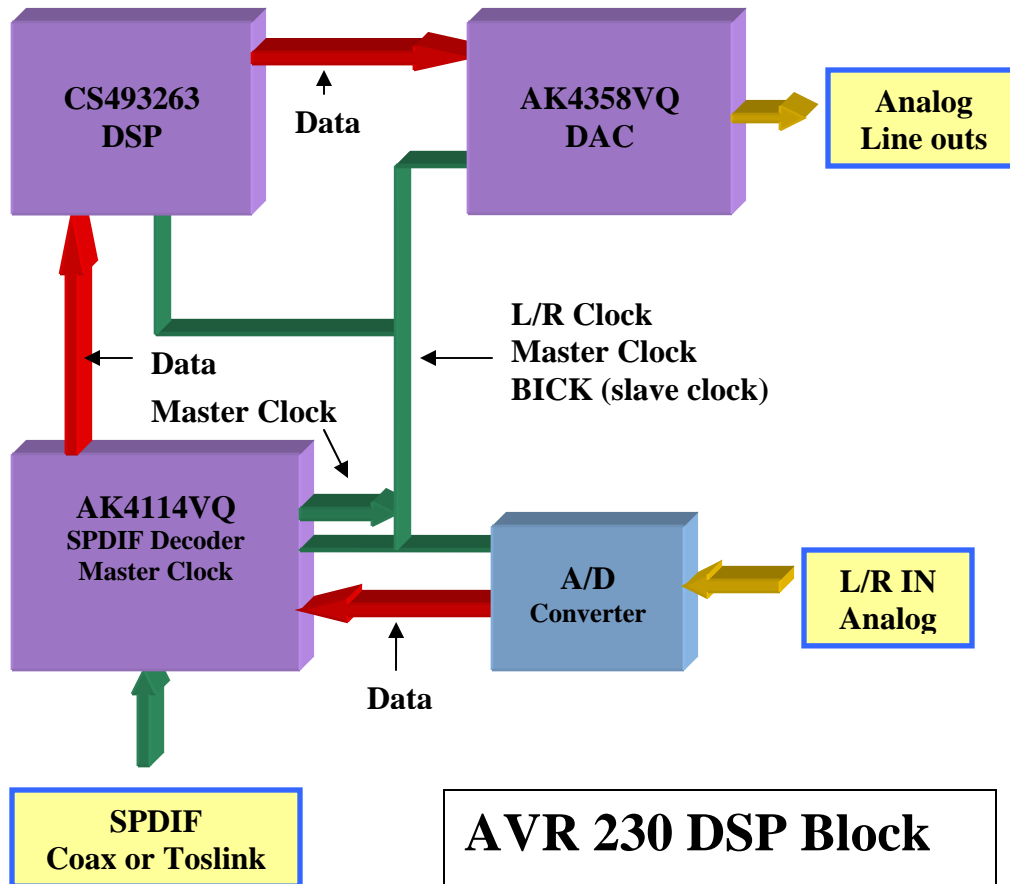 CS493263
DSP
Data
AK4358VQ
DAC
Analog
Line outs
L/R Clock
Master Clock
BICK (slave clock)
Data
Master Clock
AK4114VQ
SPDIF Decoder
Master Clock
A/D
Converter
L/R IN
Analog
Data
SPDIF
Coax or Toslink
AVR 230 DSP Block